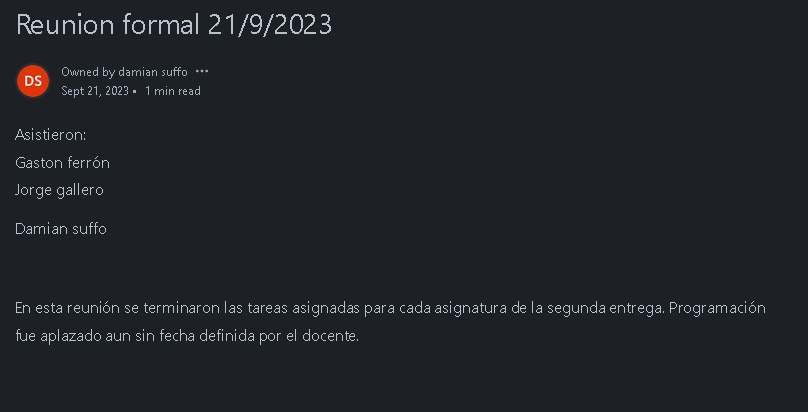 Reunion formal 21/9/2023
DS
Owned by damian suffo •••
Sept 21, 2023 • 1 min read
Asistieron:
Gaston ferrón
Jorge gallero
Damian suffo
En esta reunión se terminaron las tareas asignadas para cada asignatura de la segunda entrega. Programación
fue aplazado aun sin fecha definida por el docente.